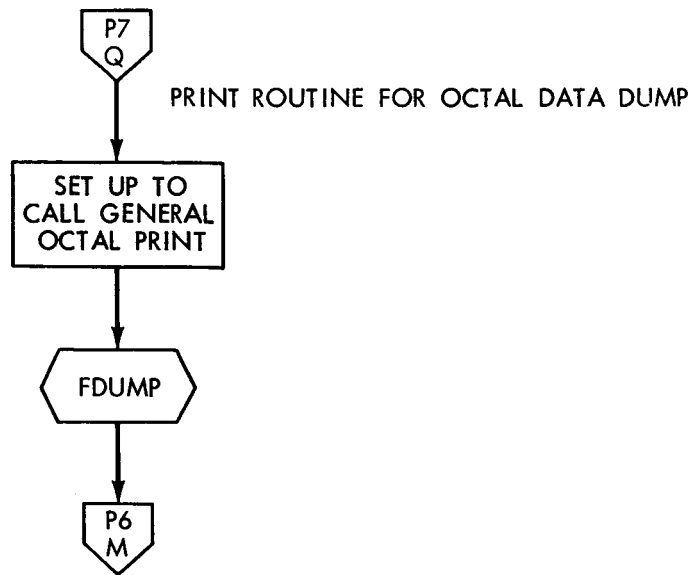 P7
Q
PRINT ROUTINE FOR OCTAL DATA DUMP
SET UP TO
CALL GENERAL
OCTAL PRINT
FDUMP
P6
M